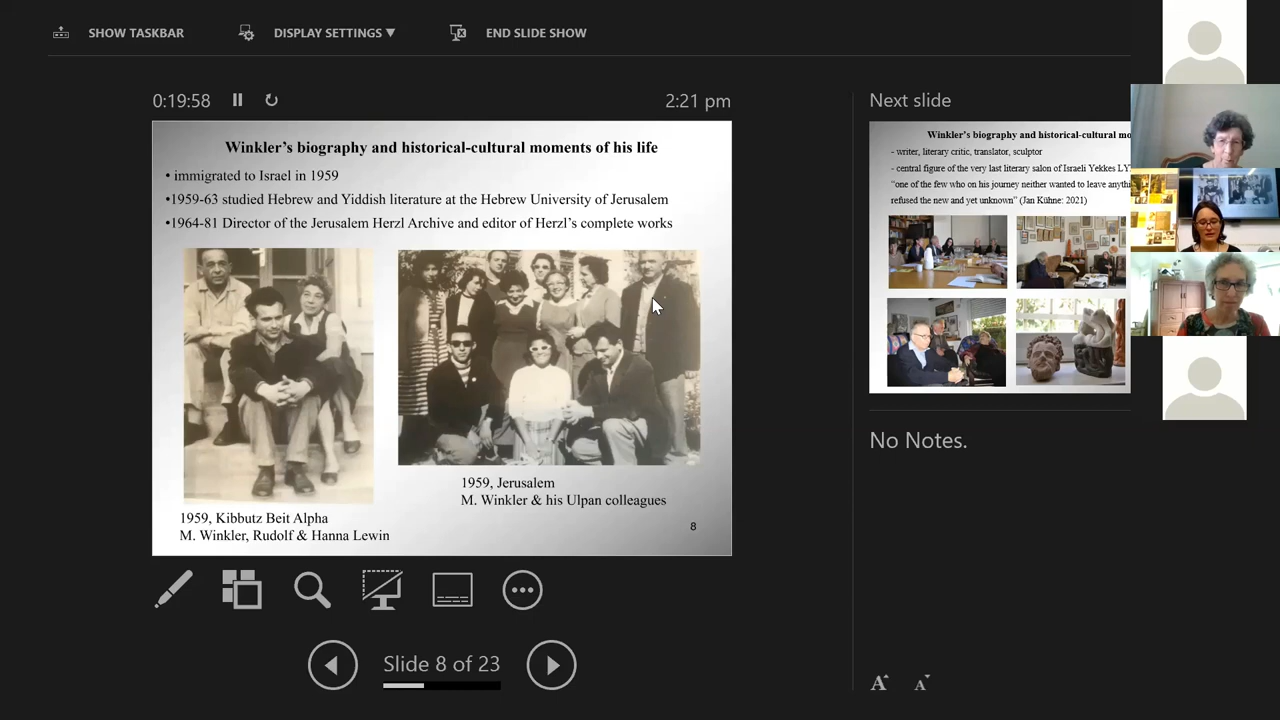 SHOW TASKBAR
DISPLAY SETTINGS ▼
END SLIDE SHOW
0:19:58
2:21 pm
Winkler's biography and historical-cultural moments of his life
• immigrated to Israel in 1959
•1959-63 studied Hebrew and Yiddish literature at the Hebrew University of Jerusalem
•1964-81 Director of the Jerusalem Herzl Archive and editor of Herzl's complete works
1959, Jerusalem
M. Winkler & his Ulpan colleagues
1959, Kibbutz Beit Alpha
M. Winkler, Rudolf & Hanna Lewin
8
Slide 8 of 23
Next slide
Winkler's biography and historical-cultural mo
- writer, literary critic, translator, sculptor
- central figure of the very last literary salon of Israeli Yekkes LY
"one of the few who on his journey neither wanted to leave anythi
refused the new and yet unknown" (Jan Kühne: 2021)
No Notes.
A A